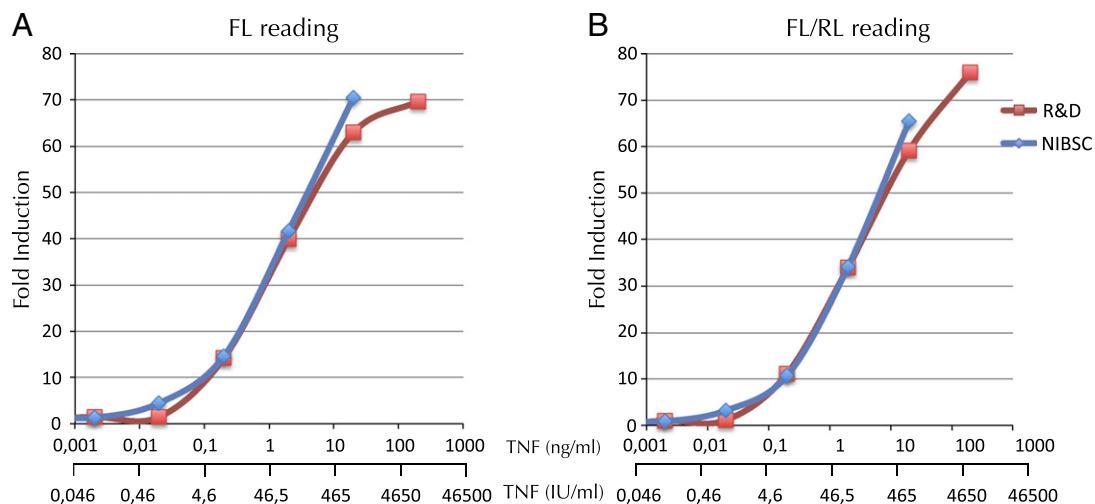 A
FL reading
80
70
60
50
40
30
20
10
0
Fold Induction
0,001 0,01 0,1 1 10 100 1000
0,046 0,46 4,6 46,5 465 4650 46500
TNF (ng/ml)
TNF (IU/ml)
B
FL/RL reading
80
70
60
50
40
30
20
10
0
Fold Induction
0,001 0,01 0,1 1 10 100 1000
0,046 0,46 4,6 46,5 465 4650 46500
R&D
NIBSC